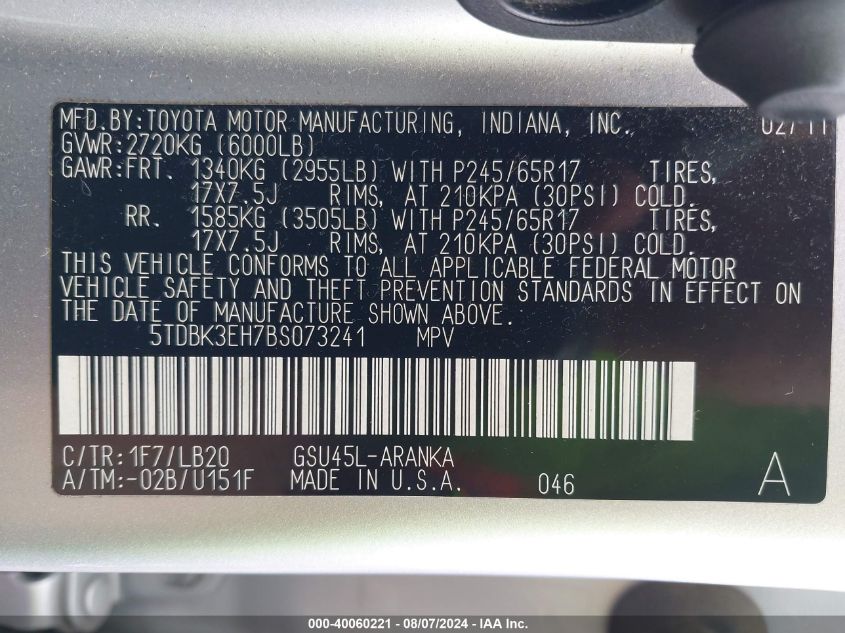 MFD.BY:TOYOTA MOTOR MANUFACTURING, INDIANA, INC. 02/11
GVWR:2720KG (6000LB)
GAWR:FRT. 1340KG (2955LB) WITH P245/65R17 TIRES,
17X7.5J RIMS, AT 210KPA (30PSI) COLD.
RR. 1585KG (3505LB) WITH P245/65R17 TIRES,
17X7.5J RIMS, AT 210KPA (30PSI) COLD.
THIS VEHICLE CONFORMS TO ALL APPLICABLE FEDERAL MOTOR
VEHICLE SAFETY AND THEFT PREVENTION STANDARDS IN EFFECT ON
THE DATE OF MANUFACTURE SHOWN ABOVE.
5TDBK3EH7BS073241 MPV
C/TR:1F7/LB20 GSU45L-ARANKA
A/TM:-02B/U151F MADE IN U.S.A. 046 A
000-40060221 - 08/07/2024 - IAA Inc.